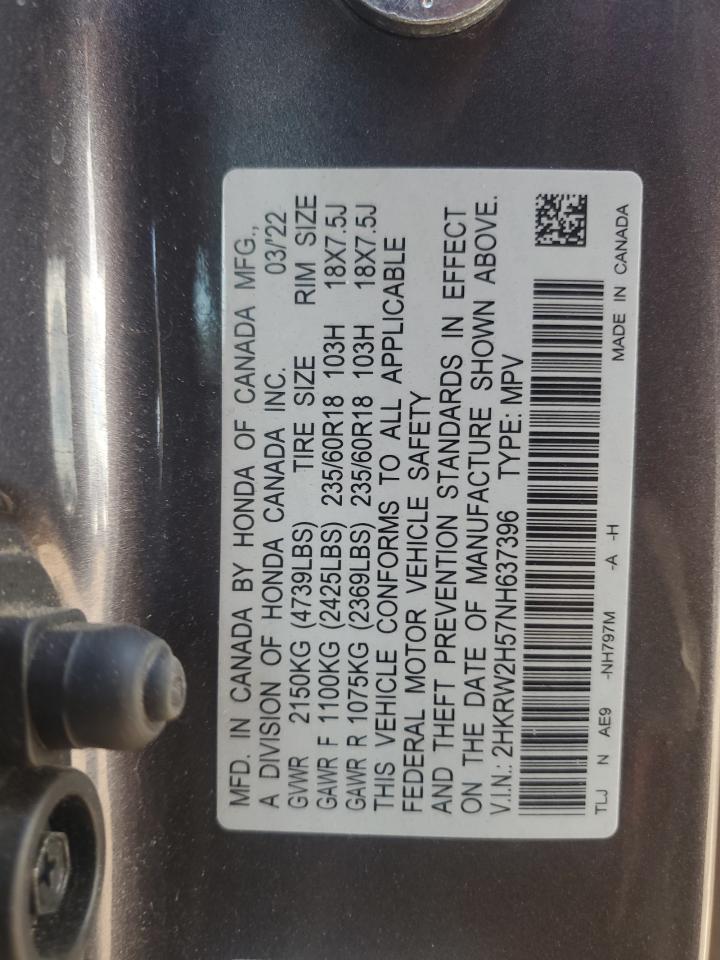 MFD. IN CANADA BY HONDA OF CANADA MFG.,
A DIVISION OF HONDA CANADA INC. 03/'22
GVWR 2150KG (4739LBS) TIRE SIZE RIM SIZE
GAWR F 1100KG (2425LBS) 235/60R18 103H 18X7.5J
GAWR R 1075KG (2369LBS) 235/60R18 103H 18X7.5J
THIS VEHICLE CONFORMS TO ALL APPLICABLE
FEDERAL MOTOR VEHICLE SAFETY
AND THEFT PREVENTION STANDARDS IN EFFECT
ON THE DATE OF MANUFACTURE SHOWN ABOVE.
V.I.N.: 2HKRW2H57NH637396 TYPE: MPV
TLJ N AE9 -NH797M -A -H MADE IN CANADA